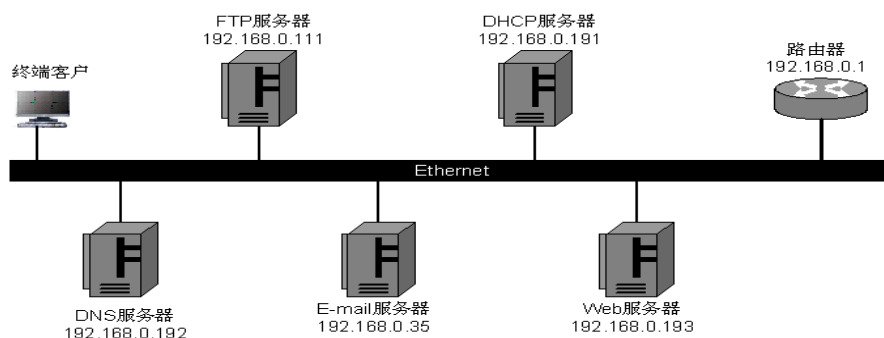 FTP服务器
192.168.0.111
DHCP服务器
192.168.0.191
路由器
192.168.0.1
终端客户
Ethernet
DNS服务器
192.168.0.192
E-mail服务器
192.168.0.35
Web服务器
192.168.0.193